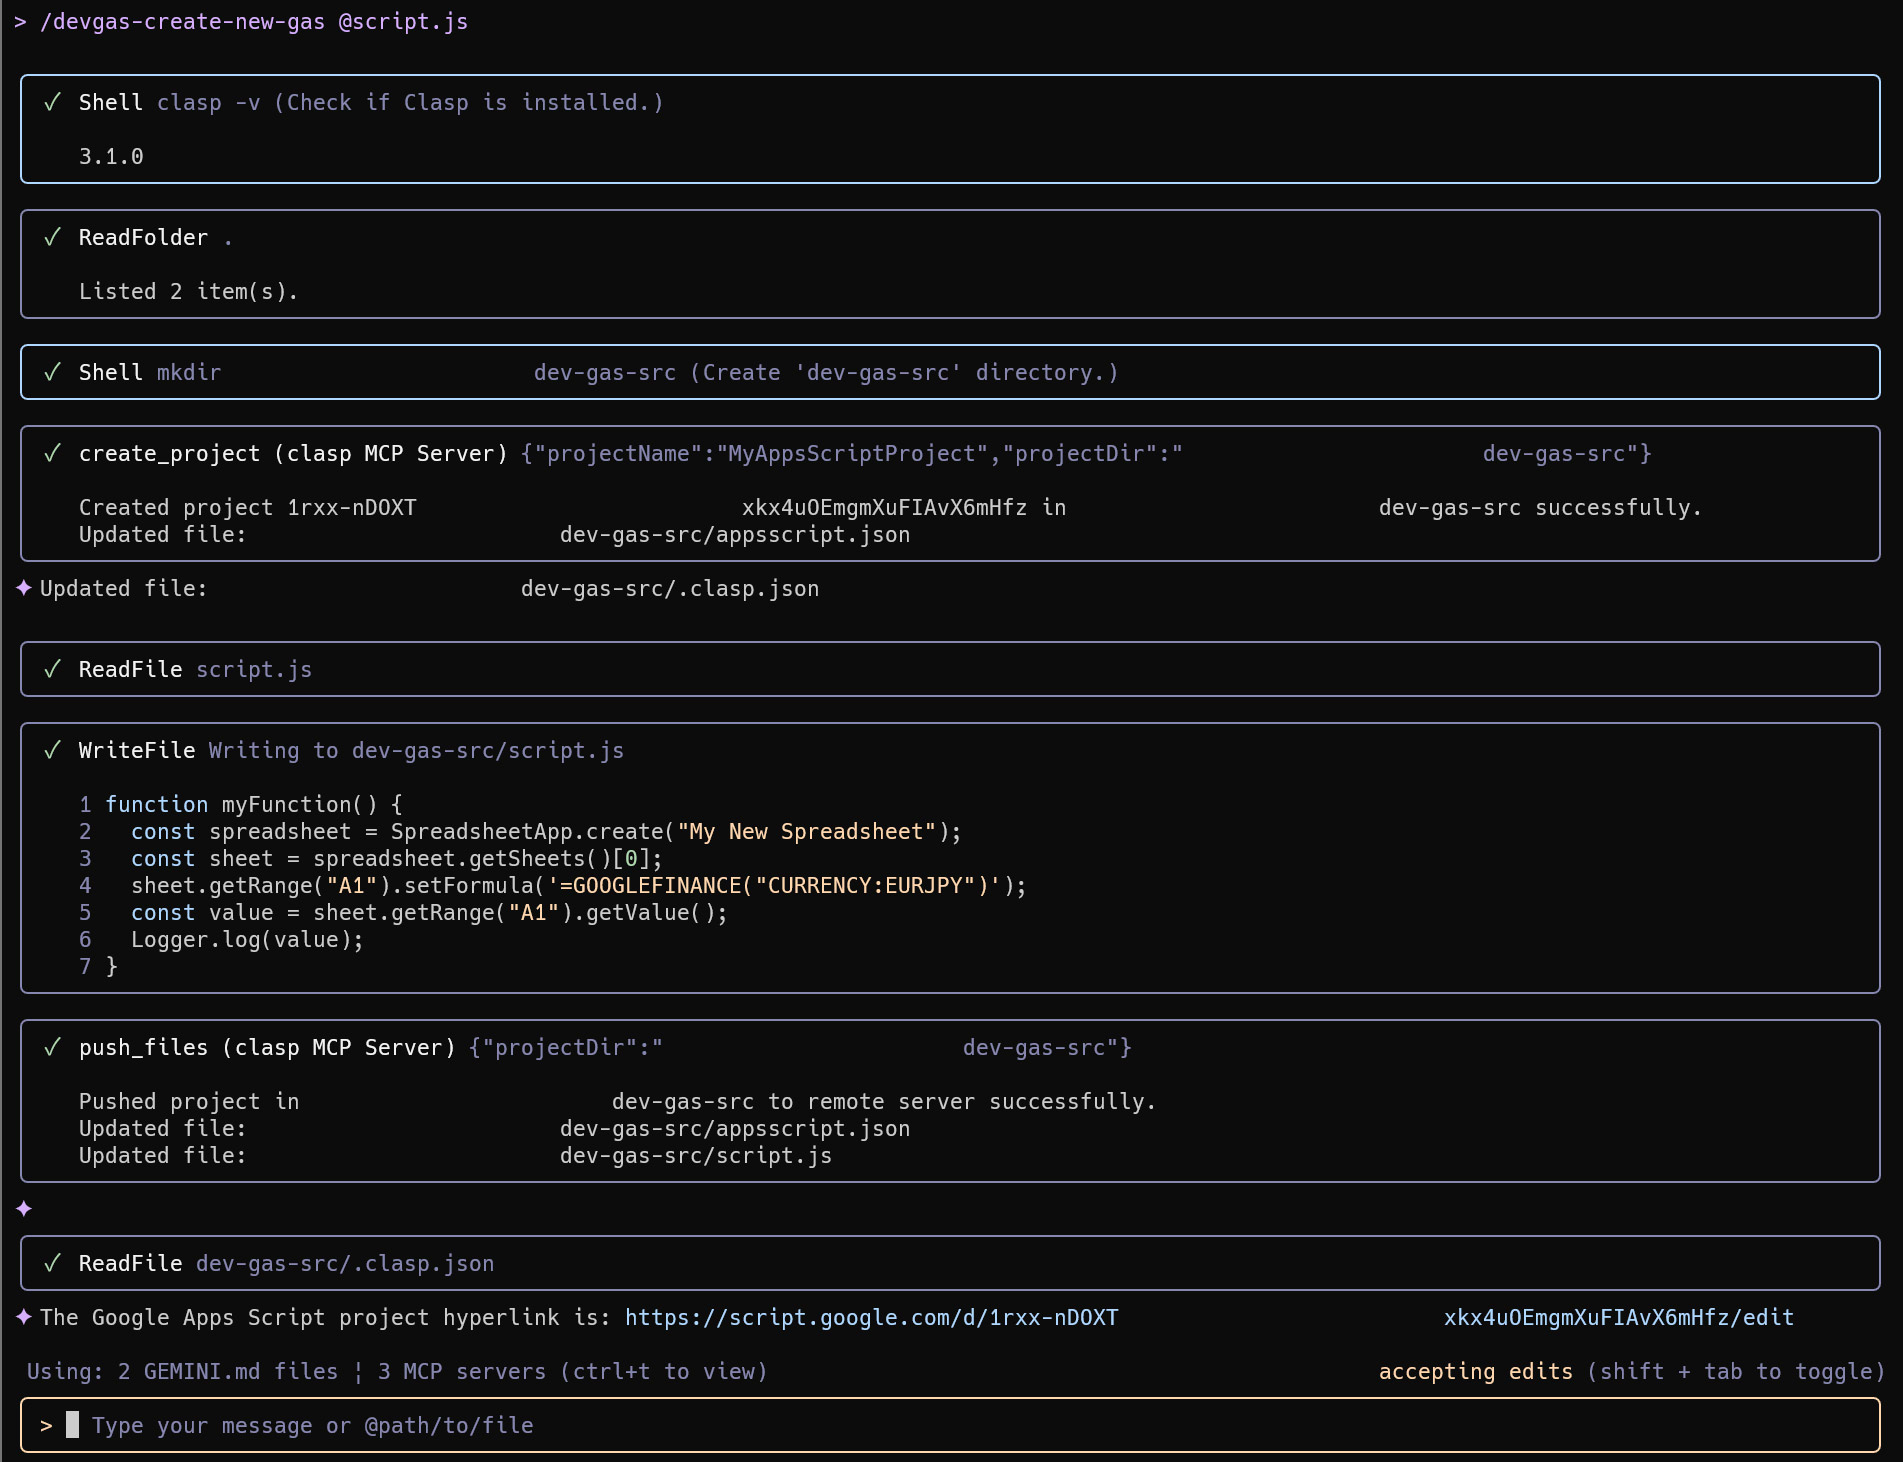 > /devgas-create-new-gas @script.js
✓ Shell clasp -v (Check if Clasp is installed.)
3.1.0
✓ ReadFolder .
Listed 2 item(s).
✓ Shell mkdir dev-gas-src (Create 'dev-gas-src' directory.)
✓ create_project (clasp MCP Server) {"projectName":"MyAppsScriptProject","projectDir":" dev-gas-src"}
Created project 1rxx-nDOXT xkx4uOEmgmXuFIAvX6mHfz in dev-gas-src successfully.
Updated file: dev-gas-src/appsscript.json
✦ Updated file: dev-gas-src/.clasp.json
✓ ReadFile script.js
✓ WriteFile Writing to dev-gas-src/script.js
1 function myFunction() {
2   const spreadsheet = SpreadsheetApp.create("My New Spreadsheet");
3   const sheet = spreadsheet.getSheets()[0];
4   sheet.getRange("A1").setFormula('=GOOGLEFINANCE("CURRENCY:EURJPY")');
5   const value = sheet.getRange("A1").getValue();
6   Logger.log(value);
7 }
✓ push_files (clasp MCP Server) {"projectDir":" dev-gas-src"}
Pushed project in dev-gas-src to remote server successfully.
Updated file: dev-gas-src/appsscript.json
Updated file: dev-gas-src/script.js
✦
✓ ReadFile dev-gas-src/.clasp.json
✦ The Google Apps Script project hyperlink is: https://script.google.com/d/1rxx-nDOXT xkx4uOEmgmXuFIAvX6mHfz/edit
Using: 2 GEMINI.md files ¦ 3 MCP servers (ctrl+t to view) accepting edits (shift + tab to toggle)
> Type your message or @path/to/file